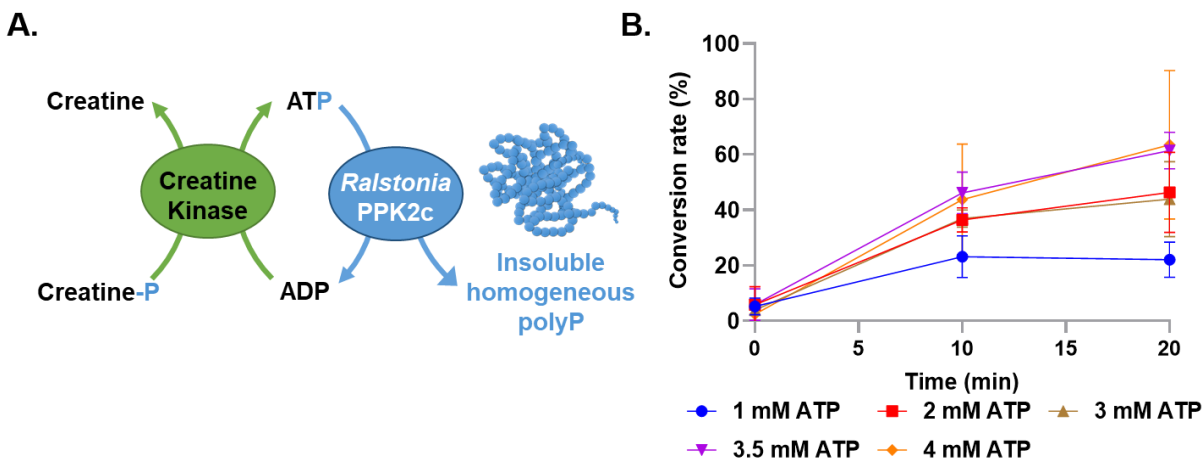 A.
Creatine
ATP
Creatine
Kinase
Ralstonia
PPK2c
Creatine-P
ADP
Insoluble
homogeneous
polyP
B.
Conversion rate (%)
100
80
60
40
20
0
0 5 10 15 20
Time (min)
1 mM ATP 2 mM ATP 3 mM ATP
3.5 mM ATP 4 mM ATP